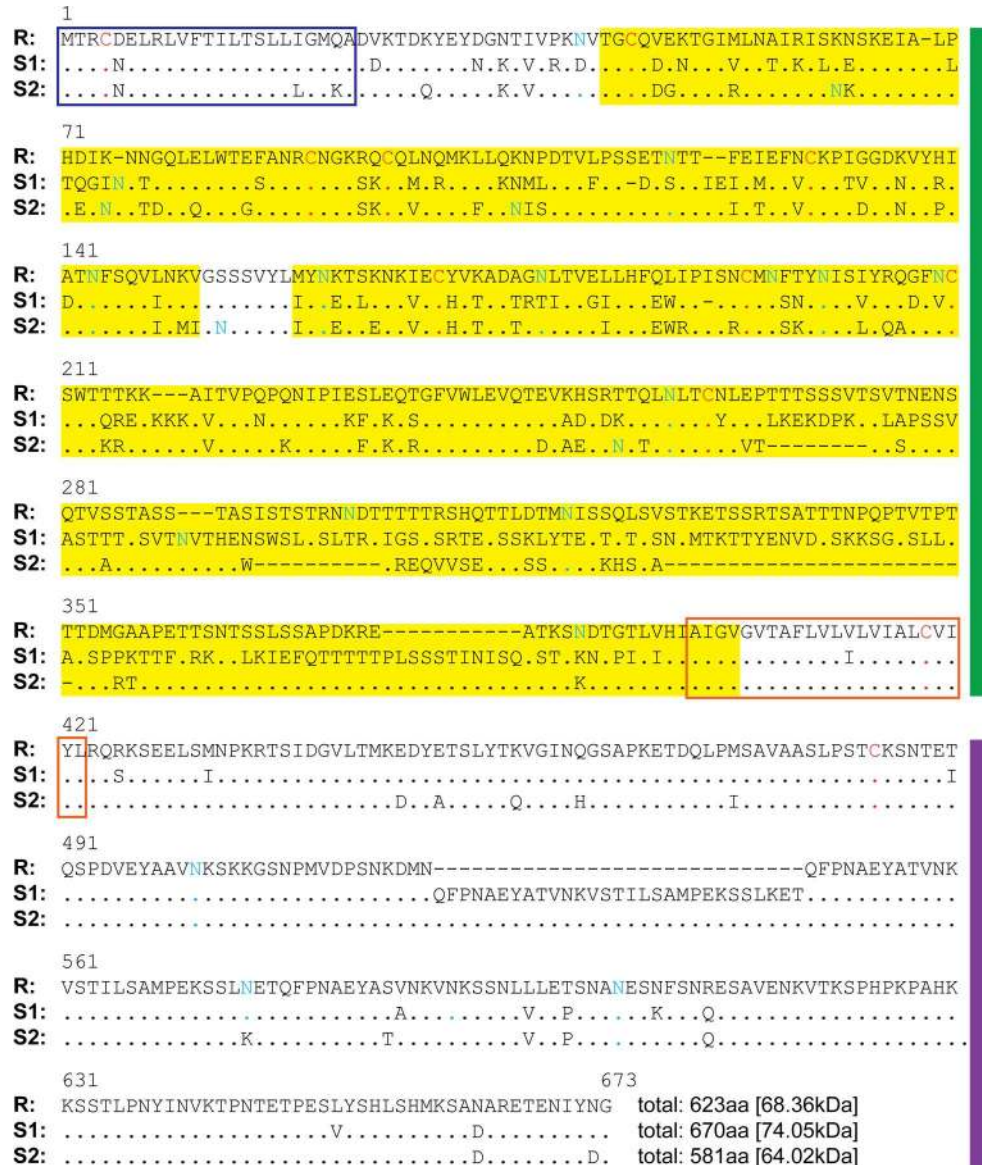 1
R: MTRCDELRLVFTILTSLLIGMQADVKTDKYEYDGNTIVPKNVTGCQVEKTGIMLNAIRISKNSKEIA-LP
S1: ....N...................D.......N.K.V.R.D.....D.N...V..T.K.L.E.......L
S2: ....N.............L..K......Q.....K.V.........DG...R.......NK.........
71
R: HDIK-NNGQLELWTEFANRCNGKRQCQLNQMKLLQKNPDTVLPSSETNTT--FEIEFNCKPIGGDKVYHI
S1: TQGIN.T........S.......SK..M.R....KNML...F..-D.S..IEI.M..V...TV..N..R.
S2: .E.N..TD..Q...G........SK..V....F..NIS...............I.T..V....D..N..P.
141
R: ATNFSQVLNKVGSSSVYLMYNKTSKNKIECYVKADAGNLTVELLHFQLIPISNCMNFTYNISIYRQGFNC
S1: D......I..........I..E.L...V..H.T..TRTI..GI...EW..-.....SN....V...D.V.
S2: .......I.MI.N.....I..E..E..V..H.T..T.......I...EWR...R...SK....L.QA....
211
R: SWTTTKK---AITVPQPQNIPIESLEQTGFVWLEVQTEVKHSRTTQLNLTCNLEPTTTSSSVTSVTNENS
S1: ...QRE.KKK.V...N......KF.K.S...........AD.DK.......Y...LKEKDPK..LAPSSV
S2: ...KR......V.....K.....F.K.R.........D.AE..N.T.......VT--------..S....
281
R: QTVSSTASS---TASISTSTRNNDTTTTTRSHQTTLDTMNISSQLSVSTKETSSRTSATTTNPQPTVTPT
S1: ASTTT.SVTNVTHENSWSL.SLTR.IGS.SRTE.SSKLYTE.T.T.SN.MTKTTYENVD.SKKSG.SLL.
S2: ...A..........W----------.REQVVSE...SS....KHS.A-----------------------
351
R: TTDMGAAPETTSNTSSLSSAPDKRE-----------ATKSNDTGTLVHIAIGVGVTAFLVLVLVIALCVI
S1: A.SPPKTTF.RK..LKIEFQTTTTTPLSSSTINISQ.ST.KN.PI.I..............I........
S2: -...RT..................................K.............................
421
R: YLRQRKSEELSMNPKRTSIDGVLTMKEDYETSLYTKVGINQGSAPKETDQLPMSAVAASLPSTCKSNTET
S1: ....S......I.........................................................I
S2: ..........................D..A.....Q....H...........I.................
491
R: QSPDVEYAAVNKSKKGSNPMVDPSNKDMN-----------------------------QFPNAEYATVNK
S1: .............................QFPNAEYATVNKVSTILSAMPEKSSLKET............
S2: ......................................................................
561
R: VSTILSAMPEKSSLNETQFPNAEYASVNKVNKSSNLLLETSNANESNFSNRESAVENKVTKSPHPKPAHK
S1: ..........................A.........V..P......K...Q...................
S2: ..............K..........T..........V..P..........Q....................
631
673
R: KSSTLPNYINVKTPNTETPESLYSHLSHMKSANARETENIYNG total: 623aa [68.36kDa]
S1: .....................V..........D.......... total: 670aa [74.05kDa]
S2: ................................D........D. total: 581aa [64.02kDa]